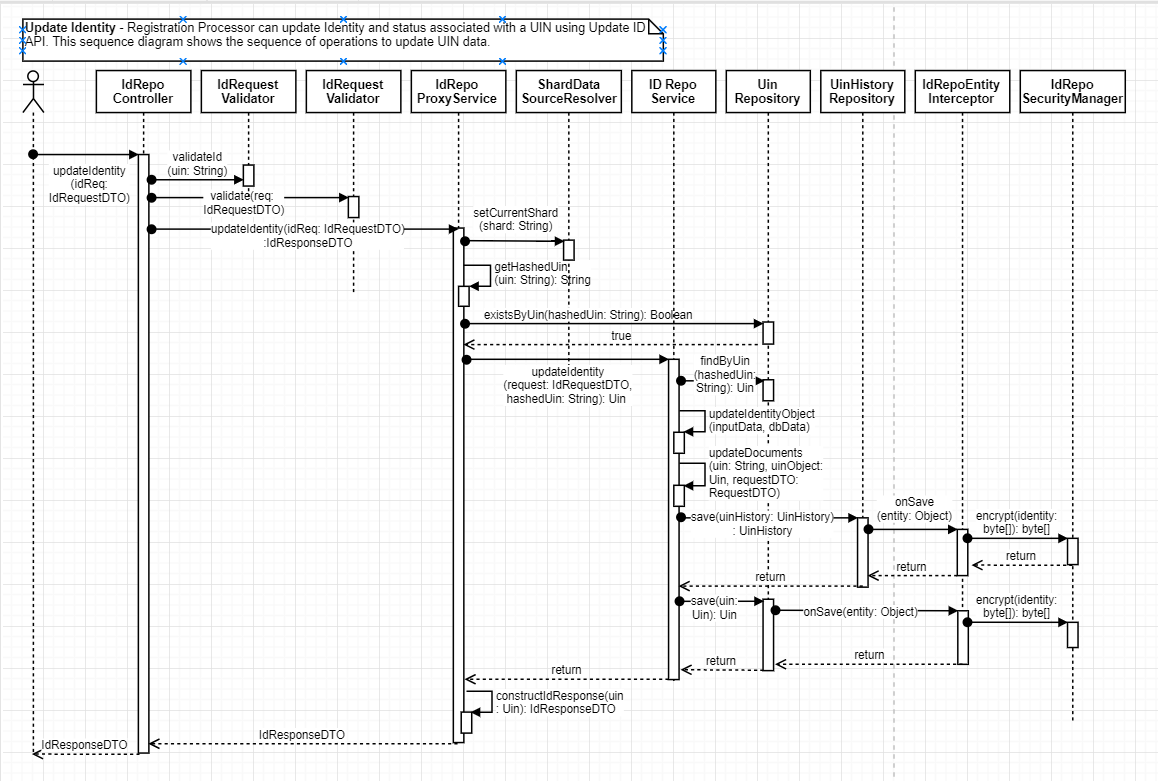 Update Identity - Registration Processor can update Identity and status associated with a UIN using Update ID
API. This sequence diagram shows the sequence of operations to update UIN data.
IdRepo
Controller
IdRequest
Validator
IdRequest
Validator
IdRepo
ProxyService
ShardData
SourceResolver
ID Repo
Service
Uin
Repository
UinHistory
Repository
IdRepoEntity
Interceptor
IdRepo
SecurityManager
updateIdentity
(idReq:
IdRequestDTO)
validateId
(uin: String)
validate(req:
IdRequestDTO)
updateIdentity(idReq: IdRequestDTO)
:IdResponseDTO
setCurrentShard
(shard: String)
getHashedUin
(uin: String): String
existsByUin(hashedUin: String): Boolean
true
updateIdentity
(request: IdRequestDTO,
hashedUin: String): Uin
findByUin
(hashedUin:
String): Uin
updateIdentityObject
(inputData, dbData)
updateDocuments
(uin: String, uinObject:
Uin, requestDTO:
RequestDTO)
save(uinHistory: UinHistory)
: UinHistory
onSave
(entity: Object)
encrypt(identity:
byte[]): byte[]
return
return
return
save(uin:
Uin): Uin
onSave(entity: Object)
encrypt(identity:
byte[]): byte[]
return
return
return
constructIdResponse(uin
: Uin): IdResponseDTO
IdResponseDTO
IdResponseDTO